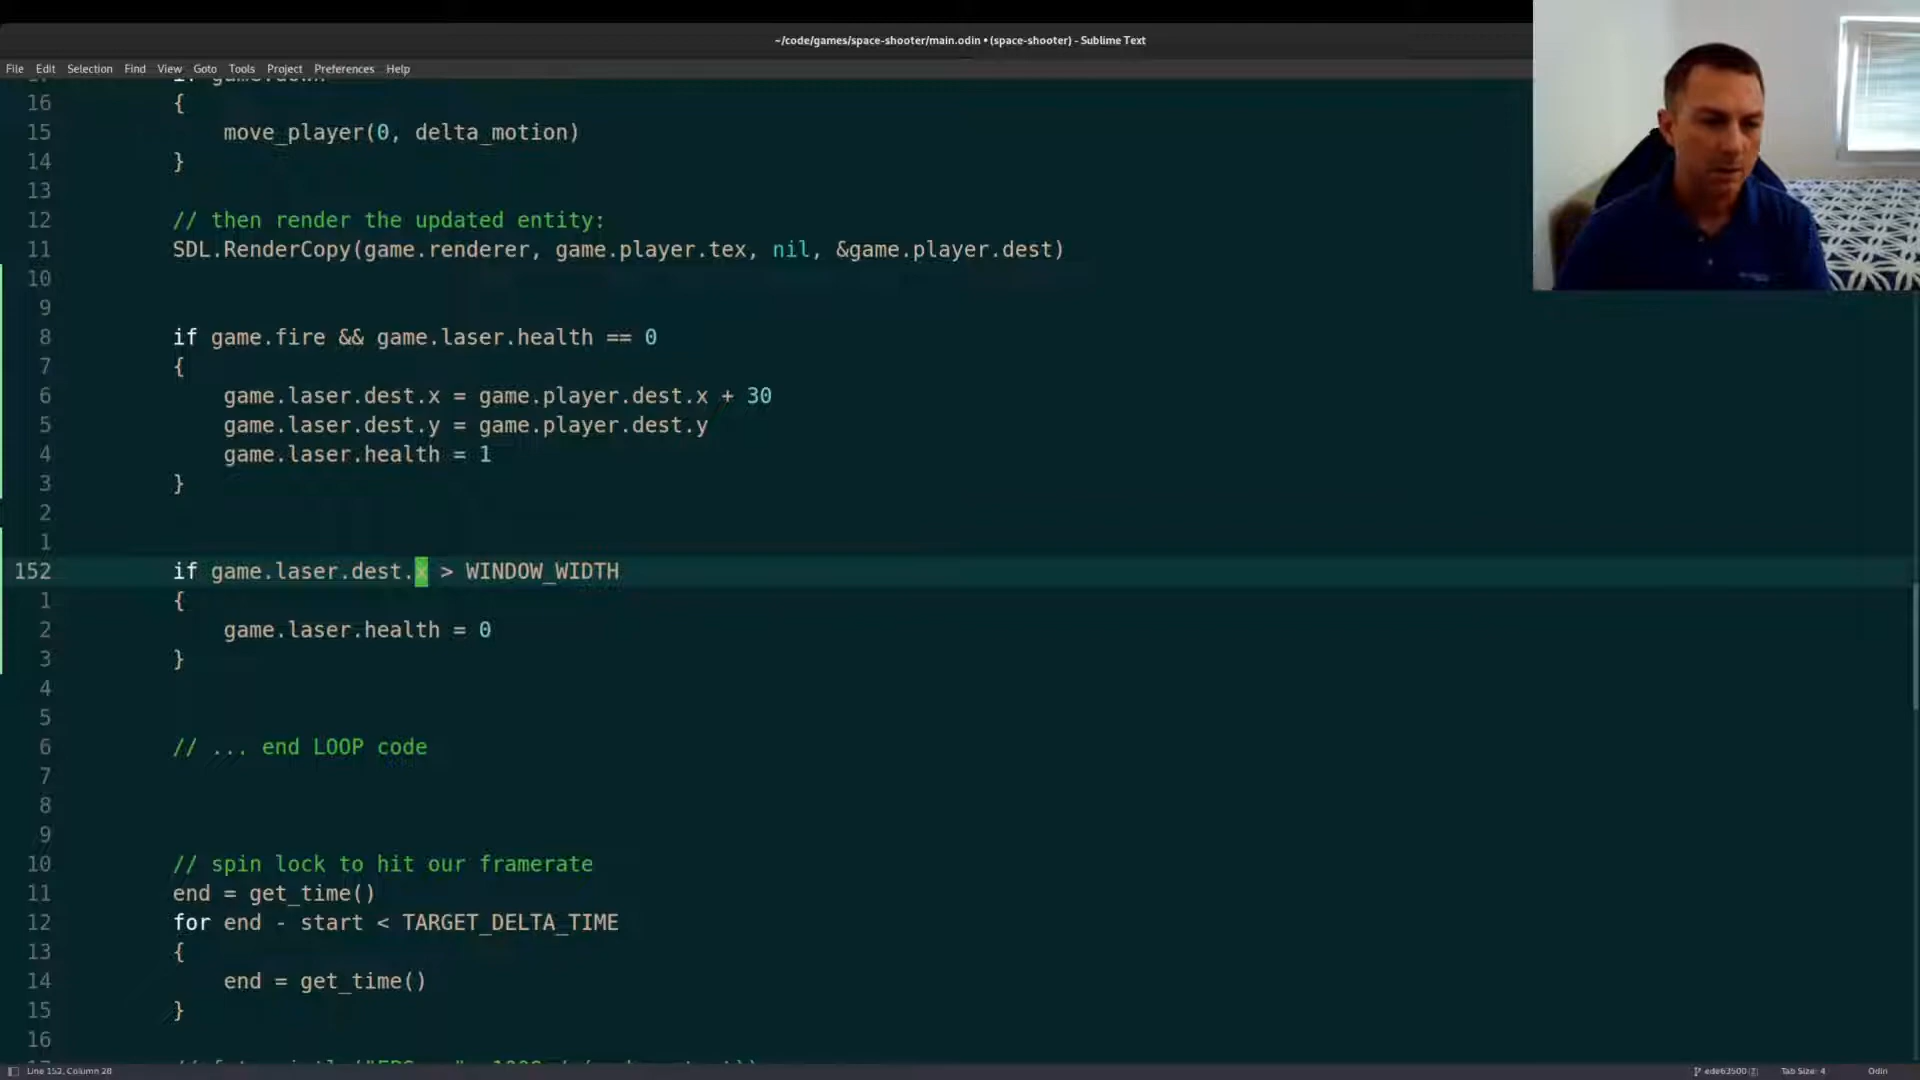 ~/code/games/space-shooter/main.odin • (space-shooter) - Sublime Text
File Edit Selection Find View Goto Tools Project Preferences Help
16 {
15 move_player(0, delta_motion)
14 }
13
12 // then render the updated entity:
11 SDL.RenderCopy(game.renderer, game.player.tex, nil, &game.player.dest)
10
9
8 if game.fire && game.laser.health == 0
7 {
6 game.laser.dest.x = game.player.dest.x + 30
5 game.laser.dest.y = game.player.dest.y
4 game.laser.health = 1
3 }
2
1
152 if game.laser.dest.x > WINDOW_WIDTH
1 {
2 game.laser.health = 0
3 }
4
5
6 // ... end LOOP code
7
8
9
10 // spin lock to hit our framerate
11 end = get_time()
12 for end - start < TARGET_DELTA_TIME
13 {
14 end = get_time()
15 }
16
Line 152, Column 28 ede63500 Tab Size: 4 Odin